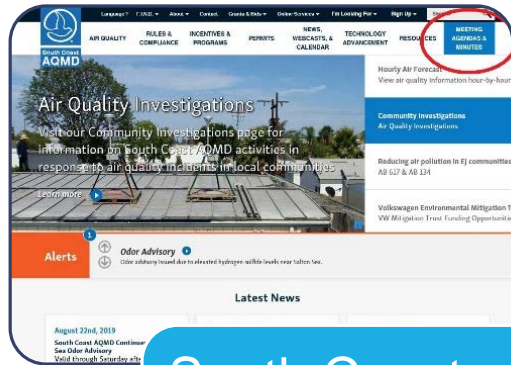 Language? F.I.N.D. About Contact Grants & Bids Online Services I'm Looking For Sign Up
South Coast
AQMD
AIR QUALITY
RULES &
COMPLIANCE
INCENTIVES &
PROGRAMS
PERMITS
NEWS,
WEBCASTS, &
CALENDAR
TECHNOLOGY
ADVANCEMENT
RESOURCES
MEETING
AGENDAS &
MINUTES
Air Quality Investigations
Visit our Community Investigations page for
information on South Coast AQMD activities in
response to air quality incidents in local communities
Learn more
Hourly Air Forecast
View air quality information hour-by-hour
Community Investigations
Air Quality Investigations
Reducing air pollution in EJ communities
AB 617 & AB 134
Volkswagen Environmental Mitigation T
VW Mitigation Trust Funding Opportunitie
Alerts
1
Odor Advisory
Odor advisory issued due to elevated hydrogen sulfide levels near Salton Sea.
Latest News
August 22nd, 2019
South Coast AQMD Continue
Sea Odor Advisory
Valid through Saturday afte
South Coast